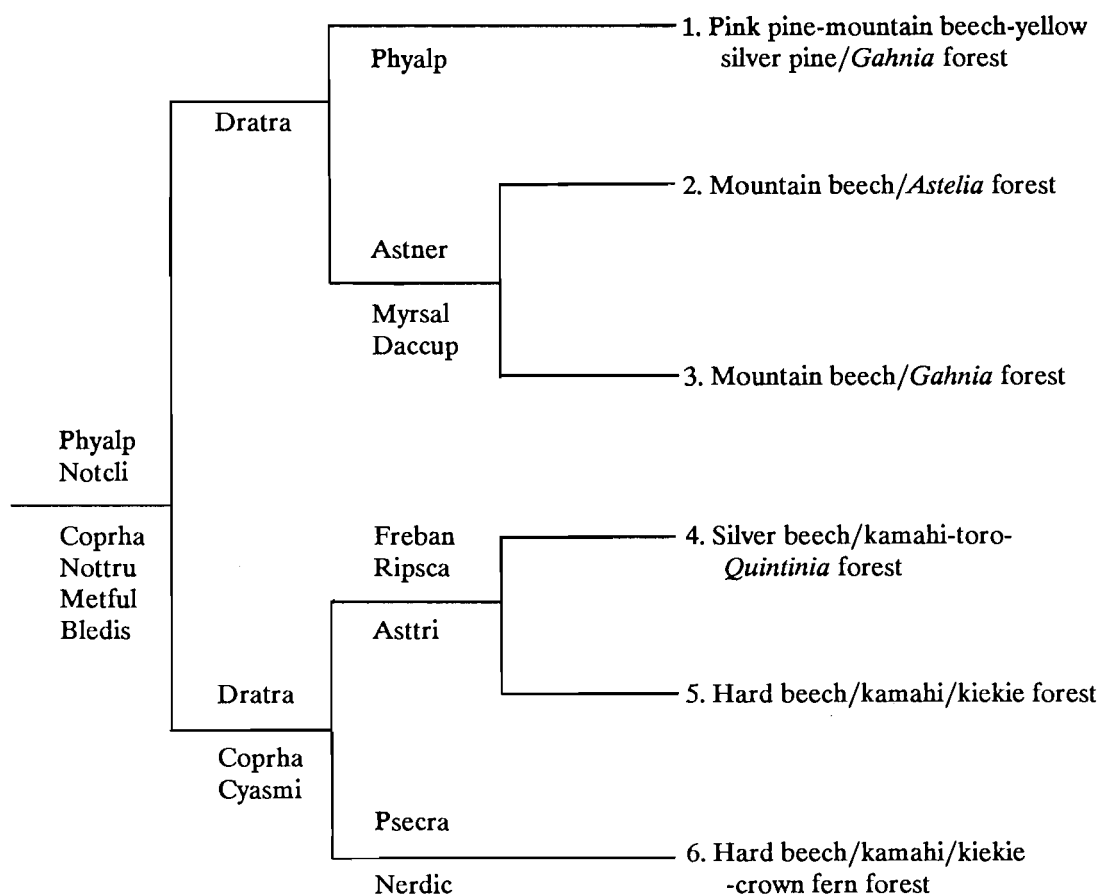 1. Pink pine-mountain beech-yellow
silver pine/Gahnia forest
Phyalp
Dratra
2. Mountain beech/Astelia forest
Astner
Myrsal
Daccup
3. Mountain beech/Gahnia forest
Phyalp
Notcli
Coprha
Nottru
Metful
Bledis
Freban
Ripsca
4. Silver beech/kamahi-toro-
Quintinia forest
Asttri
Dratra
5. Hard beech/kamahi/kiekie forest
Coprha
Cyasmi
Psecra
6. Hard beech/kamahi/kiekie
-crown fern forest
Nerdic